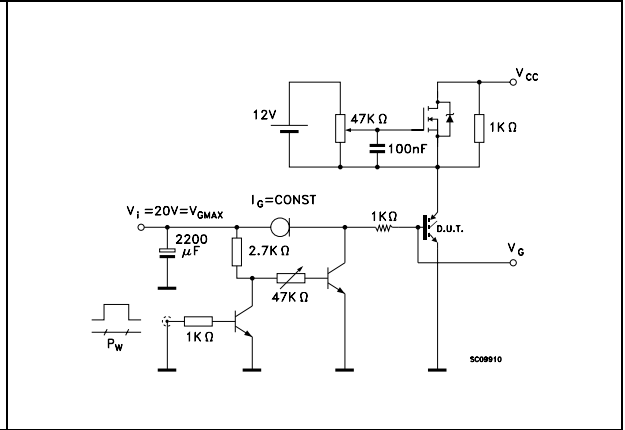 V CC
12V
47K Ω
1K Ω
100nF
I G=CONST
V i =20V=V GMAX
1K Ω
2200
μF
2.7K Ω
D.U.T.
V G
47K Ω
1K Ω
P W
SC09910